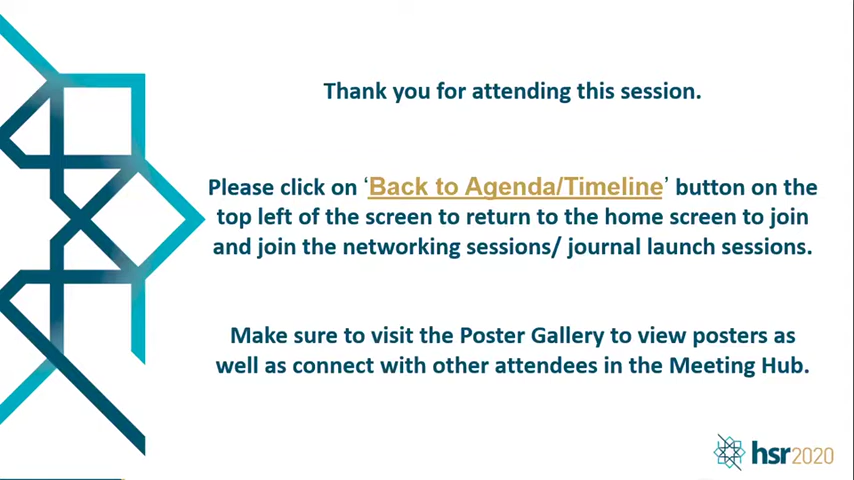 Thank you for attending this session.
Please click on ‘Back to Agenda/Timeline’ button on the
top left of the screen to return to the home screen to join
and join the networking sessions/ journal launch sessions.
Make sure to visit the Poster Gallery to view posters as
well as connect with other attendees in the Meeting Hub.
hsr2020